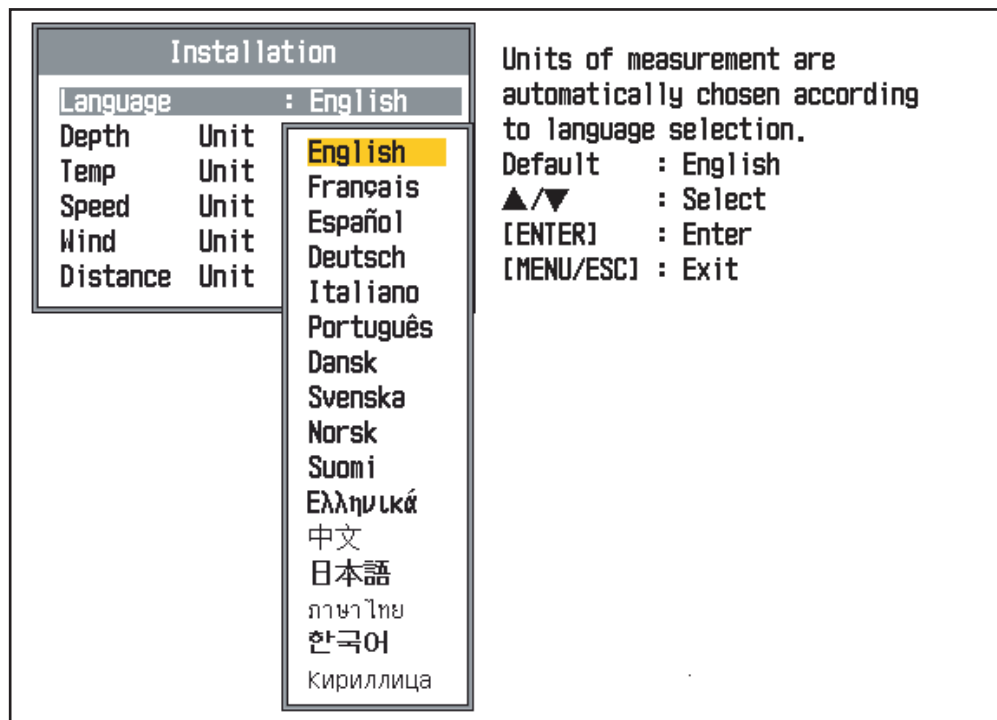 Installation
Language : English
Depth Unit
Temp Unit
Speed Unit
Wind Unit
Distance Unit
English
Français
Español
Deutsch
Italiano
Português
Dansk
Svenska
Norsk
Suomi
Ελληνικά
中文
日本語
ภาษาไทย
한국어
Кириллица
Units of measurement are
automatically chosen according
to language selection.
Default : English
▲/▼ : Select
[ENTER] : Enter
[MENU/ESC] : Exit